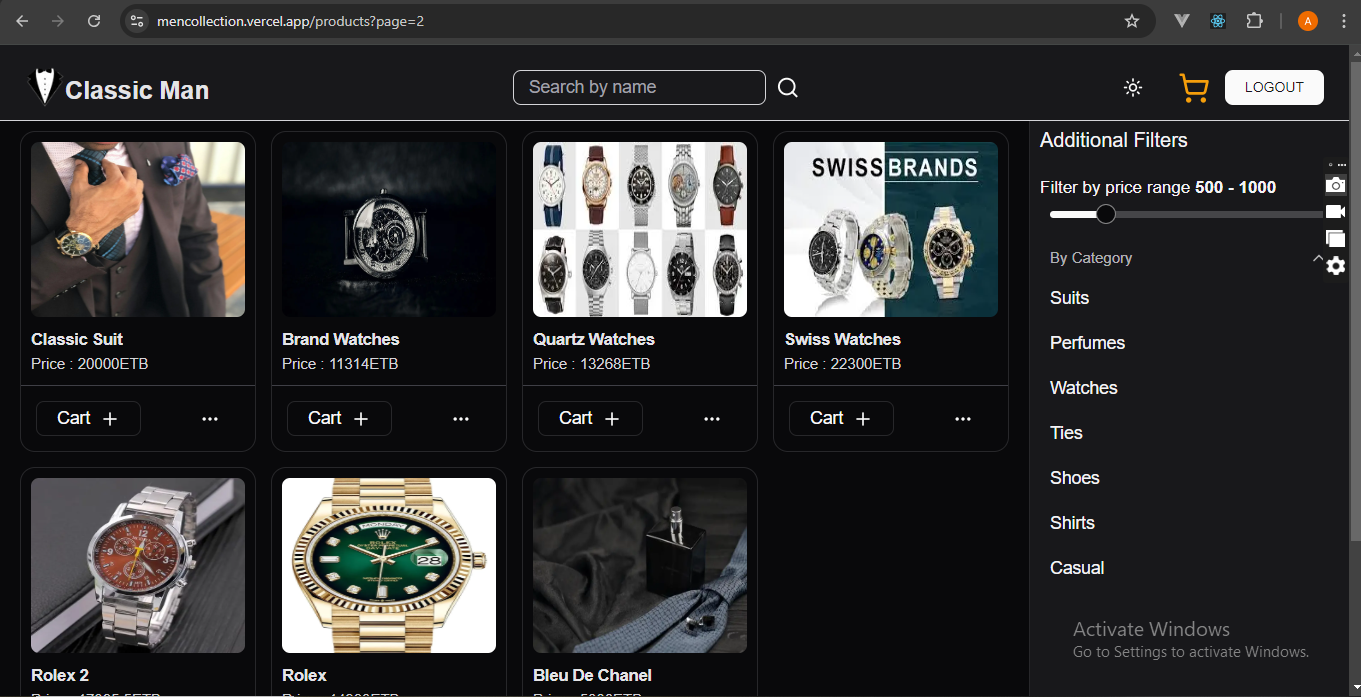 mencollection.vercel.app/products?page=2
A
Classic Man
Search by name
LOGOUT
SWISS BRANDS
Classic Suit
Price : 20000ETB
Cart
Brand Watches
Price : 11314ETB
Cart
Quartz Watches
Price : 13268ETB
Cart
Swiss Watches
Price : 22300ETB
Cart
MONDAY
ROLEX
28
Rolex 2
Rolex
Bleu De Chanel
Additional Filters
Filter by price range 500 - 1000
By Category
Suits
Perfumes
Watches
Ties
Shoes
Shirts
Casual
Activate Windows
Go to Settings to activate Windows.